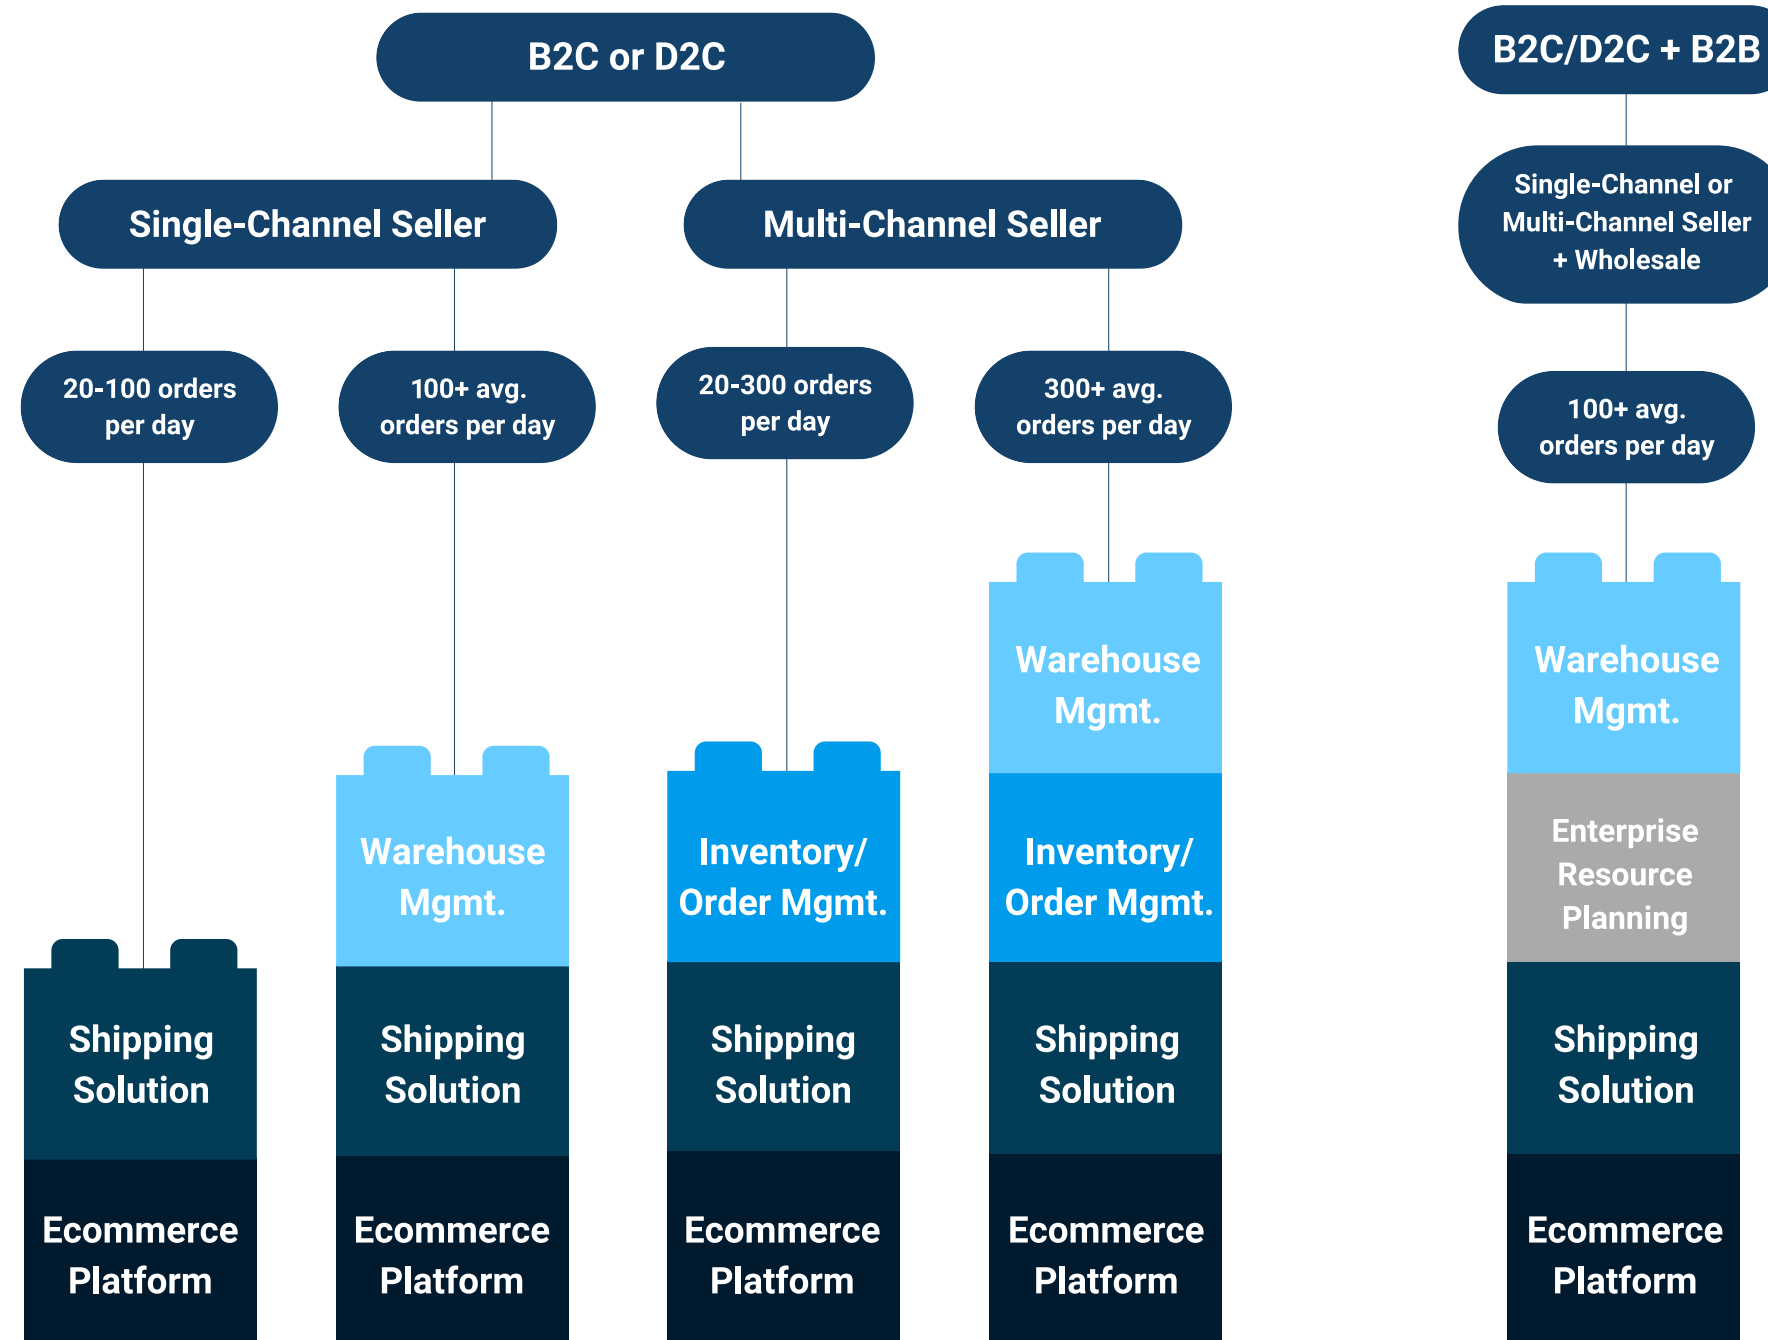 B2C or D2C
B2C/D2C + B2B
Single-Channel Seller
Multi-Channel Seller
Single-Channel or
Multi-Channel Seller
+ Wholesale
20-100 orders
per day
100+ avg.
orders per day
20-300 orders
per day
300+ avg.
orders per day
100+ avg.
orders per day
Shipping
Solution
Ecommerce
Platform
Warehouse
Mgmt.
Shipping
Solution
Ecommerce
Platform
Inventory/
Order Mgmt.
Shipping
Solution
Ecommerce
Platform
Warehouse
Mgmt.
Inventory/
Order Mgmt.
Shipping
Solution
Ecommerce
Platform
Warehouse
Mgmt.
Enterprise
Resource
Planning
Shipping
Solution
Ecommerce
Platform